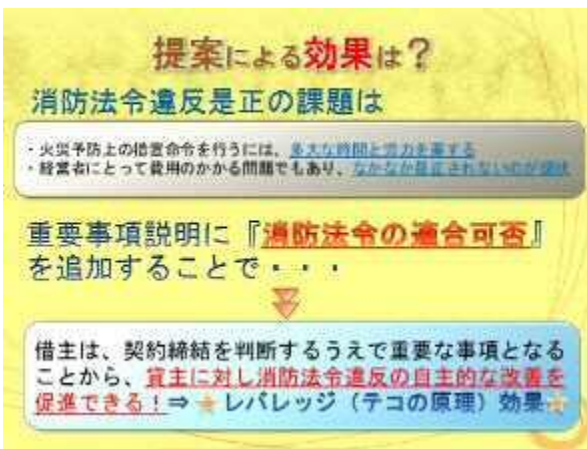 提案による効果は？
消防法令違反是正の課題は
・火災予防上の措置命令を行うには、多大な時間と労力を要する
・経営者にとって費用のかかる問題でもあり、なかなか是正されないのが現状
重要事項説明に『消防法令の適合可否』
を追加することで・・・
借主は、契約締結を判断するうえで重要な事項となる
ことから、貸主に対し消防法令違反の自主的な改善を
促進できる！⇒★レバレッジ（テコの原理）効果★